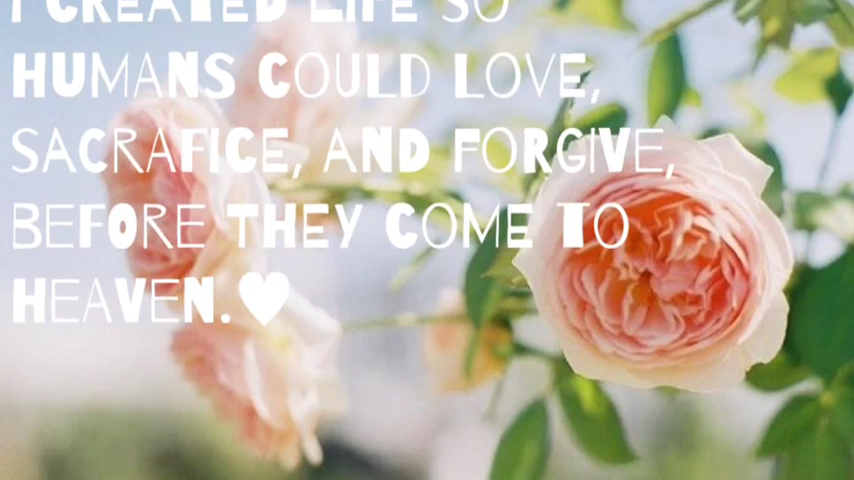 I CREATED LIFE SO
HUMANS COULD LOVE,
SACRAFICE, AND FORGIVE,
BEFORE THEY COME TO
HEAVEN.♥